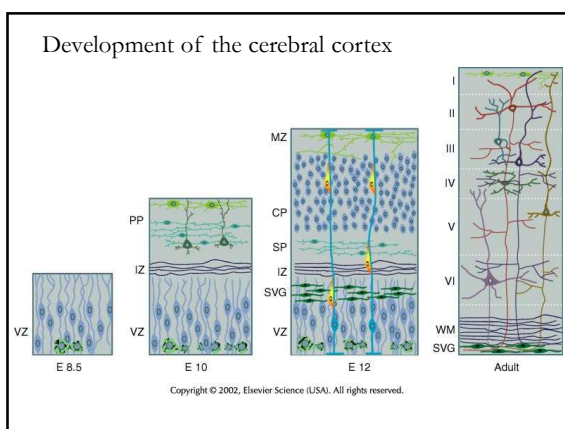 Development of the cerebral cortex
VZ
E 8.5
PP
IZ
VZ
E 10
MZ
CP
SP
IZ
SVG
VZ
E 12
I
II
III
IV
V
VI
WM
SVG
Adult
Copyright © 2002, Elsevier Science (USA). All rights reserved.